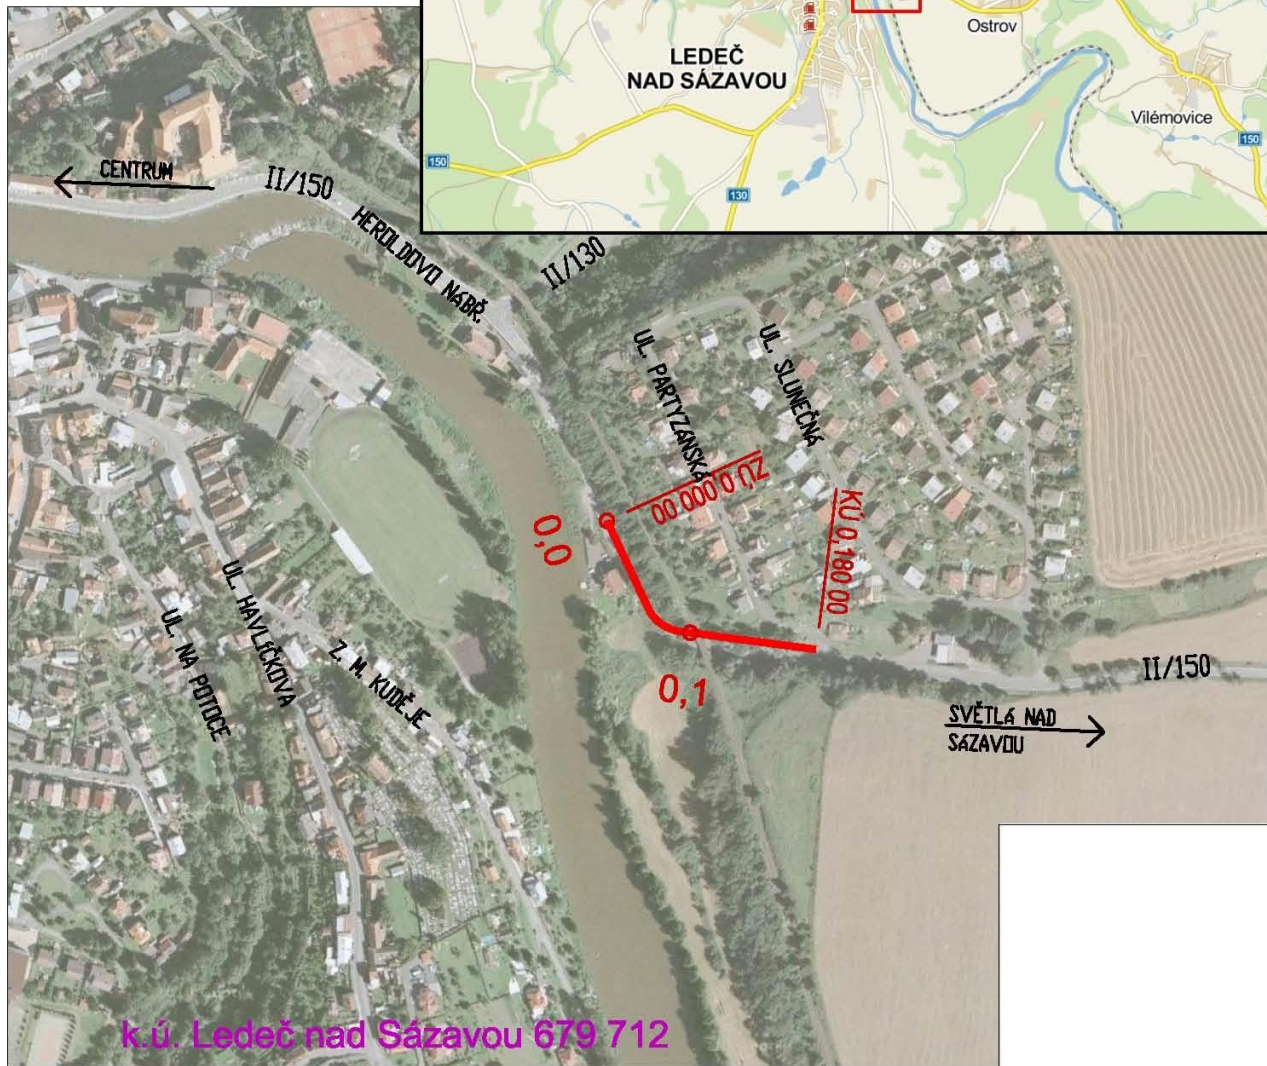 Ostrov
LEDEČ
NAD SÁZAVOU
Vilémovice
150
150
130
CENTRUM
II/150
HEROLDOVO NÁBŘ.
II/130
UL. PARTYZÁNSKÁ
UL. SLUNEČNÁ
ZÚ 0 000 00
KÚ 0,180 00
0,0
0,1
UL. HAVLÍČKOVA
UL. NA POTOCE
Z. M. KUDĚJE
II/150
SVĚTLÁ NAD
SÁZAVOU
k.ú. Ledeč nad Sázavou 679 712